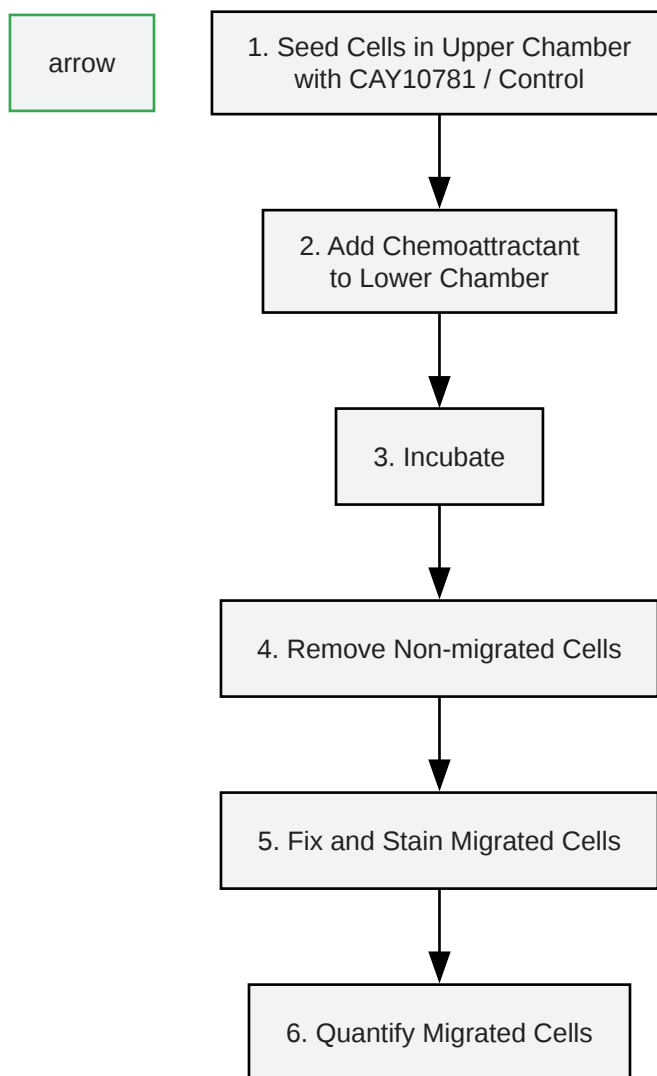 arrow
1. Seed Cells in Upper Chamber
with CAY10781 / Control
2. Add Chemoattractant
to Lower Chamber
3. Incubate
4. Remove Non-migrated Cells
5. Fix and Stain Migrated Cells
6. Quantify Migrated Cells